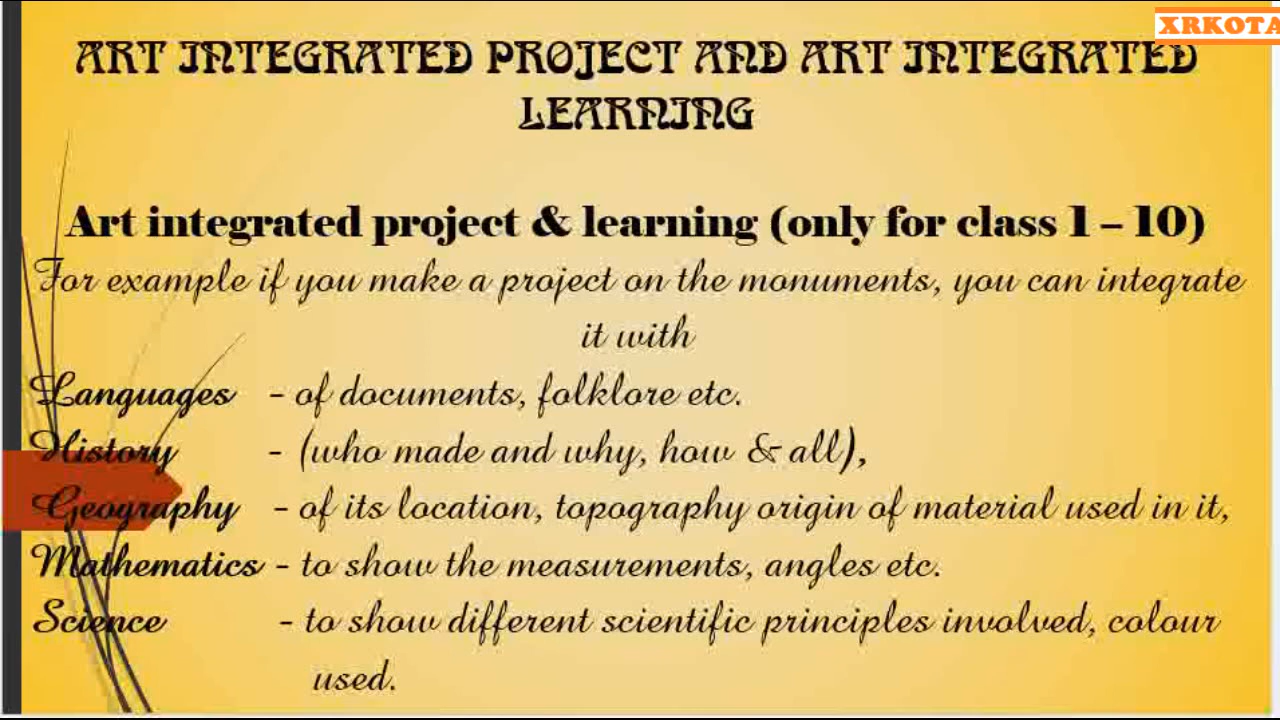 XRKOTA
ART INTEGRATED PROJECT AND ART INTEGRATED
LEARNING
Art integrated project & learning (only for class 1 – 10)
For example if you make a project on the monuments, you can integrate
it with
Languages - of documents, folklore etc.
History - (who made and why, how & all),
Geography - of its location, topography origin of material used in it,
Mathematics - to show the measurements, angles etc.
Science - to show different scientific principles involved, colour
used.